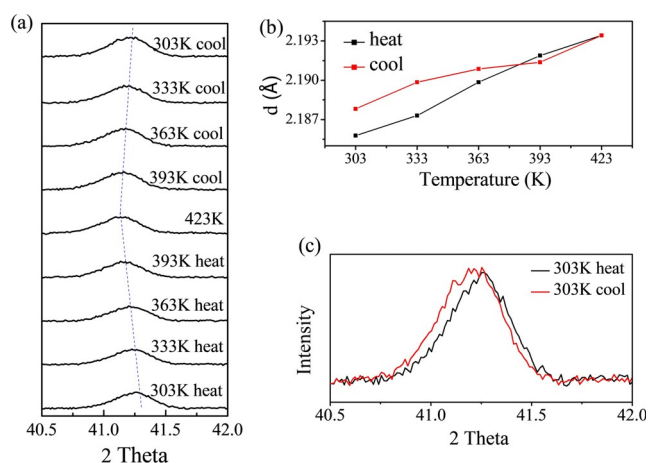 (a)
303K cool
333K cool
363K cool
393K cool
423K
393K heat
363K heat
333K heat
303K heat
40.5 41.0 41.5 42.0
2 Theta
(b)
heat
cool
d (Å)
2.193
2.190
2.187
303 333 363 393 423
Temperature (K)
(c)
303K heat
303K cool
Intensity
40.5 41.0 41.5 42.0
2 Theta